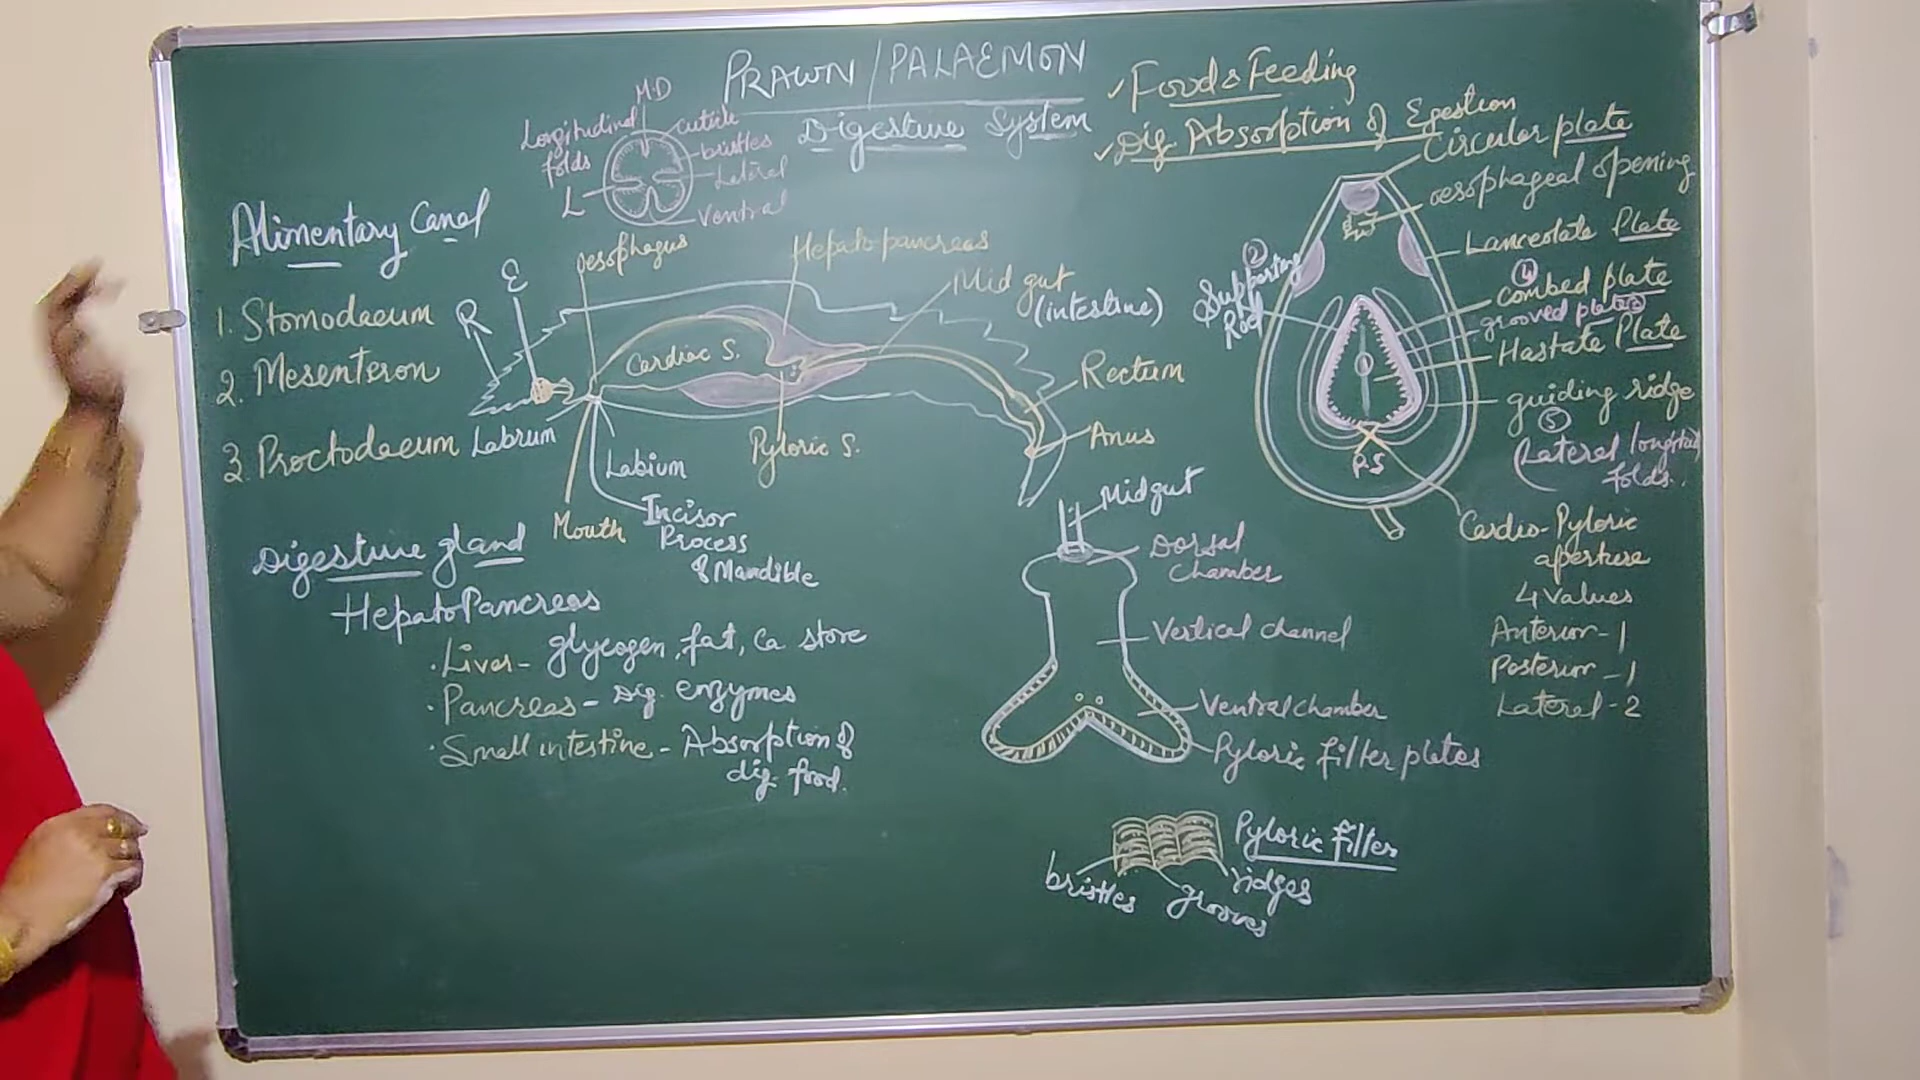 PRAWN / PALAEMON
Digestive System
✓ Food & Feeding
✓ Dig. Absorption & Egestion
M.D
Longitudinal
folds
cuticle
bristles
Lateral
L
Ventral
Alimentary Canal
1. Stomodaeum
2. Mesenteron
3. Proctodaeum
R
E
oesophagus
Hepato pancreas
Mid gut
(intestine)
Cardiac S.
Rectum
Anus
Pyloric S.
Labrum
Labium
Mouth
Incisor
Process
of Mandible
Digestive gland
HepatoPancreas
. Liver - glycogen, fat, Ca store
. Pancreas - Dig. enzymes
. Small intestine - Absorption of
dig. food.
Circular plate
oesophageal opening
Lanceolate Plate
② Supporting
Rod
④
combed plate
grooved plate
Hastate Plate
guiding ridge
⑤
(Lateral
folds.
P.S
Cardio-Pyloric
aperture
4 Valves
Anterior - 1
Posterior - 1
Lateral - 2
Midgut
Dorsal
chamber
Vertical channel
Ventral chamber
Pyloric filter plates
Pyloric filter
bristles
grooves
ridges